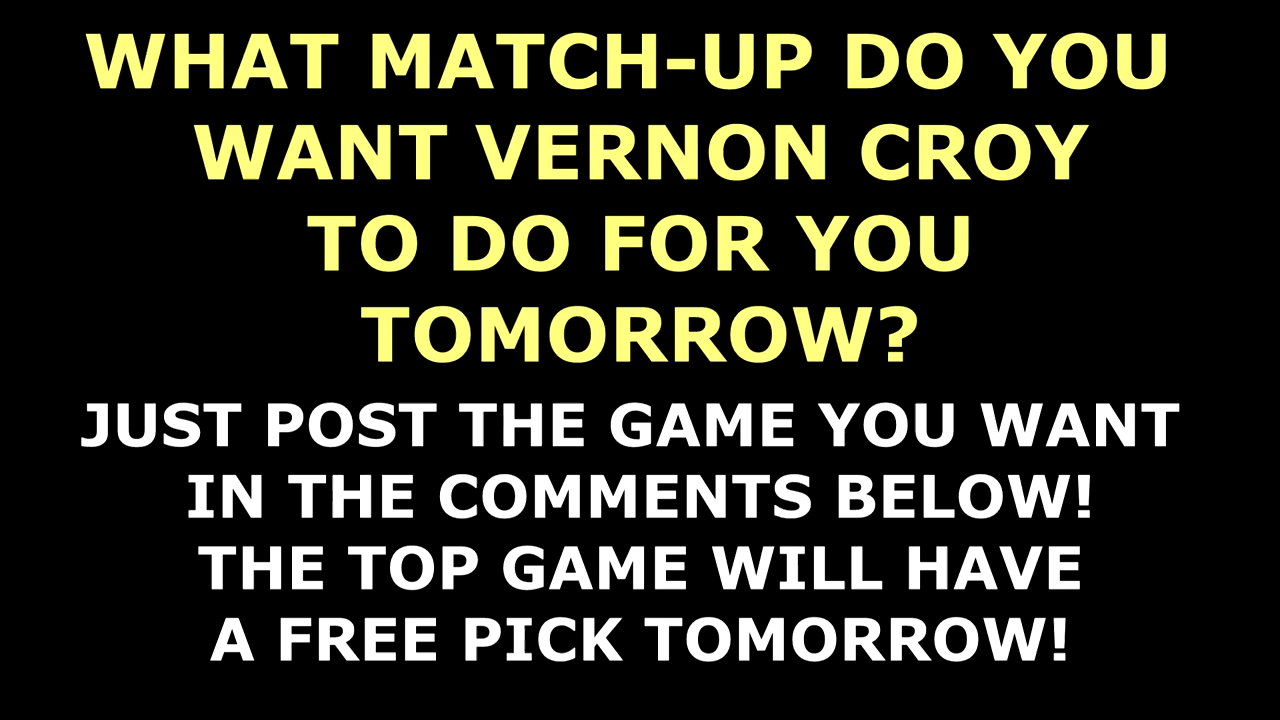 WHAT MATCH-UP DO YOU
WANT VERNON CROY
TO DO FOR YOU
TOMORROW?
JUST POST THE GAME YOU WANT
IN THE COMMENTS BELOW!
THE TOP GAME WILL HAVE
A FREE PICK TOMORROW!